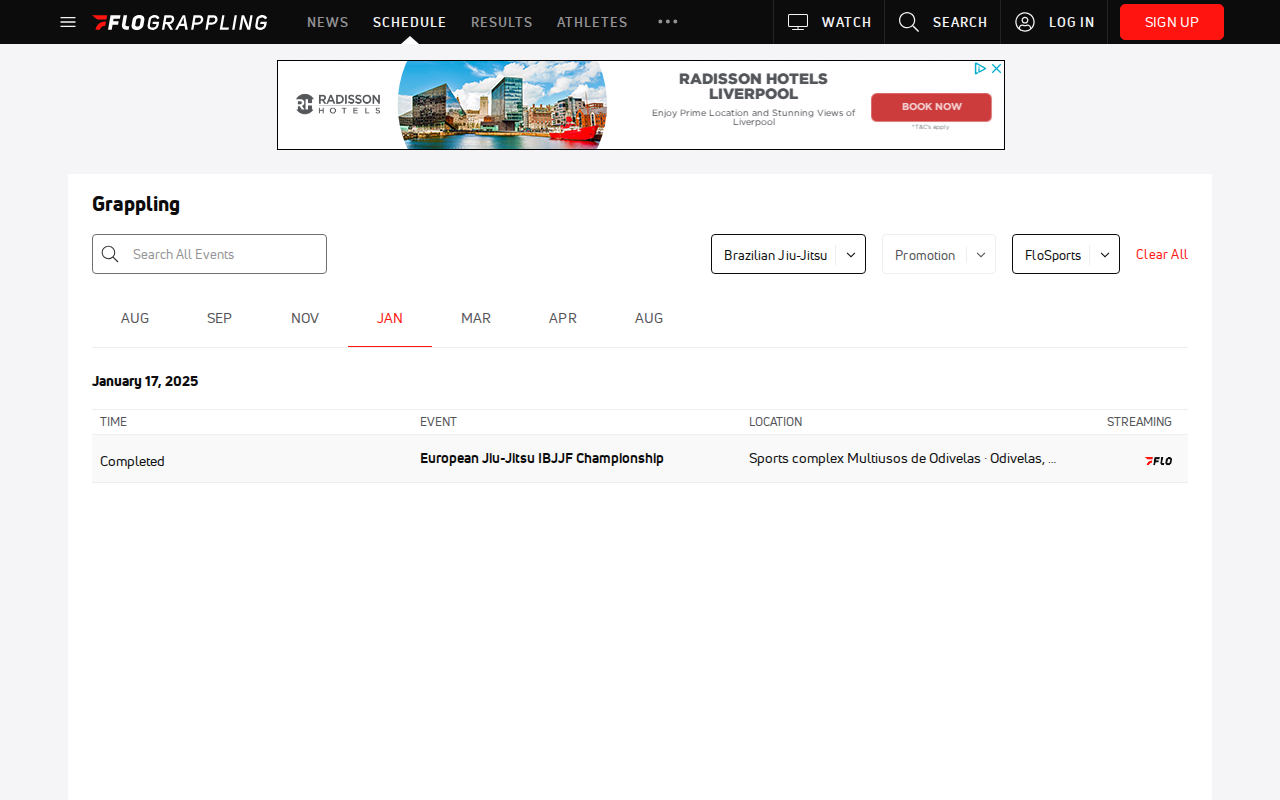 FLOGRAPPLING
NEWS
SCHEDULE
RESULTS
ATHLETES
WATCH
SEARCH
LOG IN
SIGN UP
RH RADISSON
HOTELS
RADISSON HOTELS
LIVERPOOL
Enjoy Prime Location and Stunning Views of
Liverpool
BOOK NOW
*T&C's apply
Grappling
Search All Events
Brazilian Jiu-Jitsu
Promotion
FloSports
Clear All
AUG
SEP
NOV
JAN
MAR
APR
AUG
January 17, 2025
TIME
EVENT
LOCATION
STREAMING
Completed
European Jiu-Jitsu IBJJF Championship
Sports complex Multiusos de Odivelas · Odivelas, ...
FLO